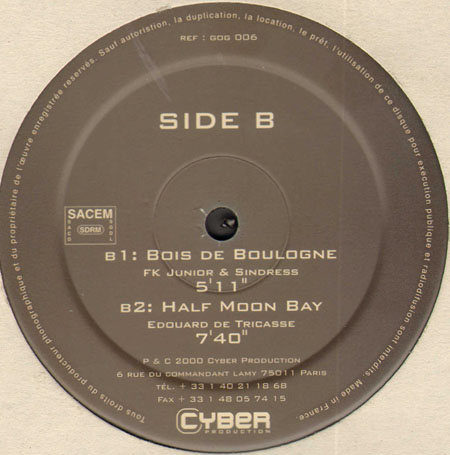 Tous droits du producteur phonographique et du propriétaire de l'œuvre enregistrée réservés. Sauf autoristion, la duplication, la location, le prêt, l'utilisation de ce disque pour exécution publique et radiodiffusion sont interdits Made in France.
REF : GOG 006
SIDE B
SACEM
SACD
SDRM
SGDL
B1: BOIS DE BOULOGNE
FK JUNIOR & SINDRESS
5'11"
B2: HALF MOON BAY
EDOUARD DE TRICASSE
7'40"
P & C 2000 CYBER PRODUCTION
6 RUE DU COMMANDANT LAMY 75011 PARIS
TÉL. + 33 1 40 21 18 68
FAX + 33 1 48 05 74 15
CYBER
PRODUCTION